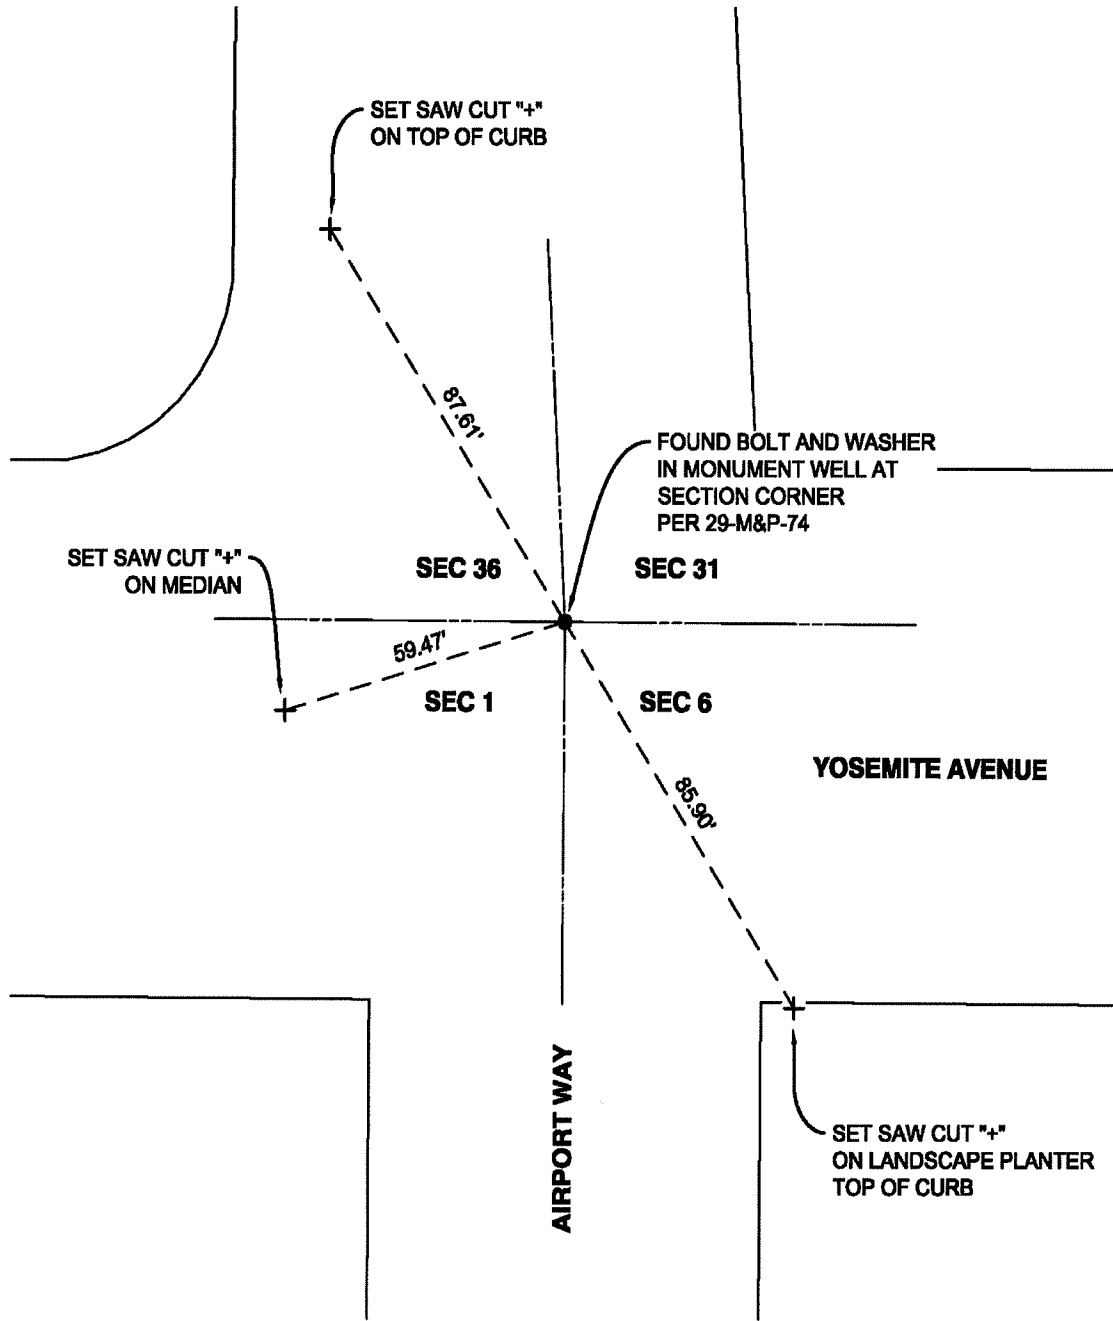 SET SAW CUT "+"
ON TOP OF CURB
87.61'
FOUND BOLT AND WASHER
IN MONUMENT WELL AT
SECTION CORNER
PER 29-M&P-74
SET SAW CUT "+"
ON MEDIAN
SEC 36
SEC 31
59.47'
SEC 1
SEC 6
YOSEMITE AVENUE
85.90'
AIRPORT WAY
SET SAW CUT "+"
ON LANDSCAPE PLANTER
TOP OF CURB